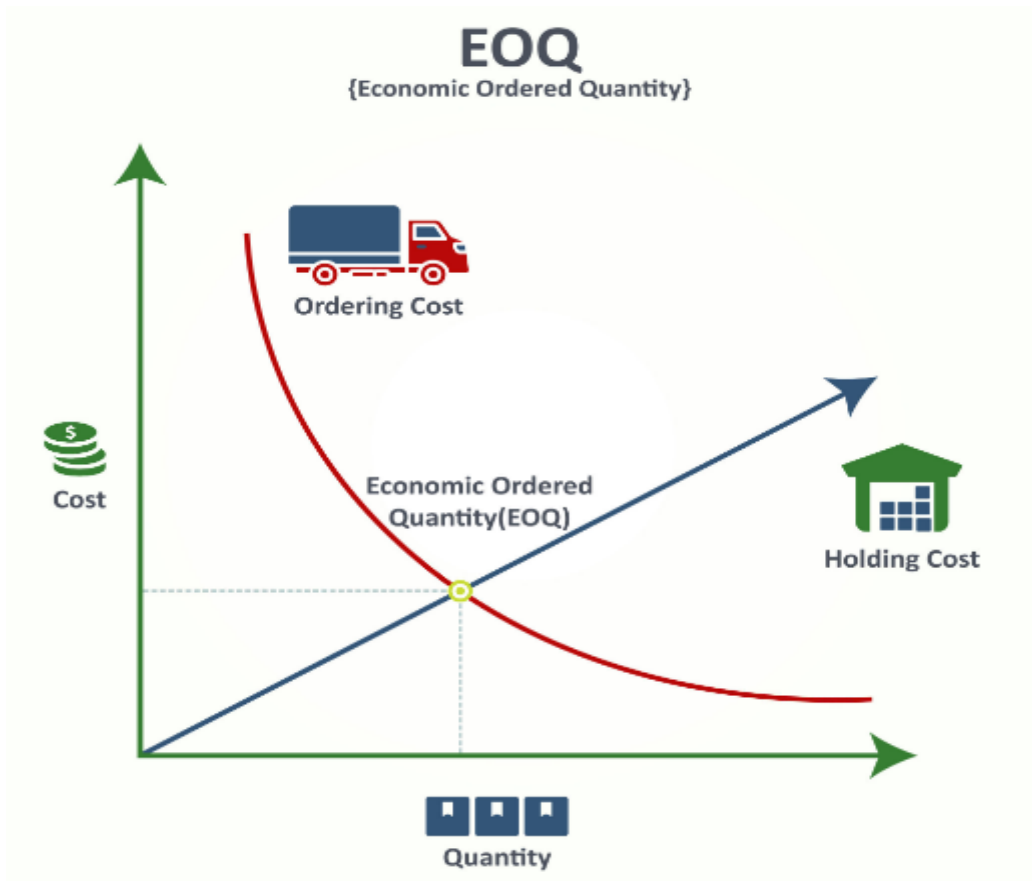 EOQ
{Economic Ordered Quantity}
Ordering Cost
$
Cost
Economic Ordered
Quantity(EOQ)
Holding Cost
Quantity